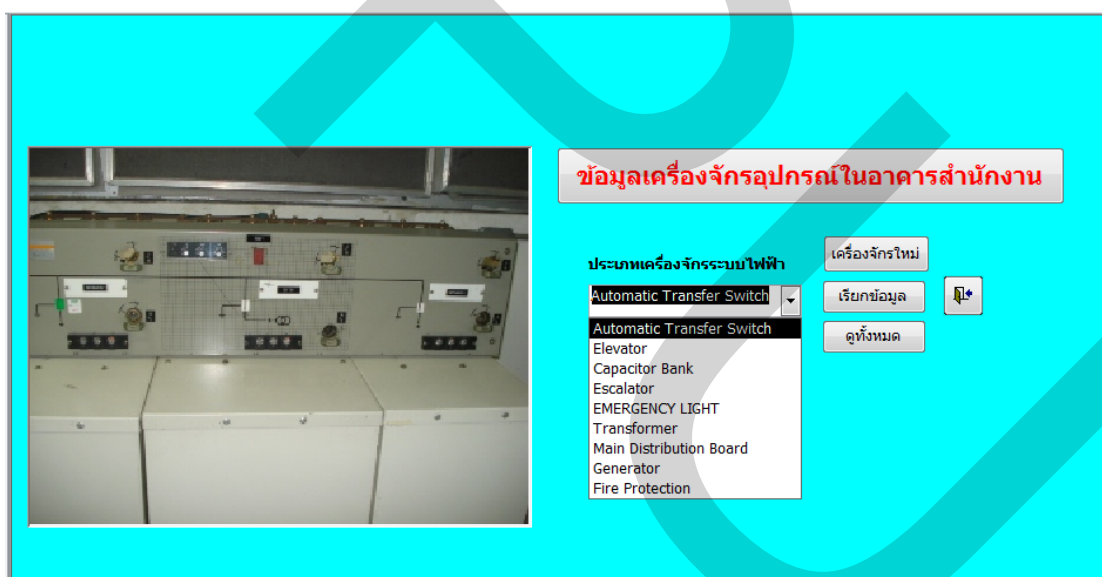 ข้อมูลเครื่องจักรอุปกรณ์ในอาคารสำนักงาน
ประเภทเครื่องจักรระบบไฟฟ้า
เครื่องจักรใหม่
Automatic Transfer Switch
เรียกข้อมูล
ดูทั้งหมด
Automatic Transfer Switch
Elevator
Capacitor Bank
Escalator
EMERGENCY LIGHT
Transformer
Main Distribution Board
Generator
Fire Protection